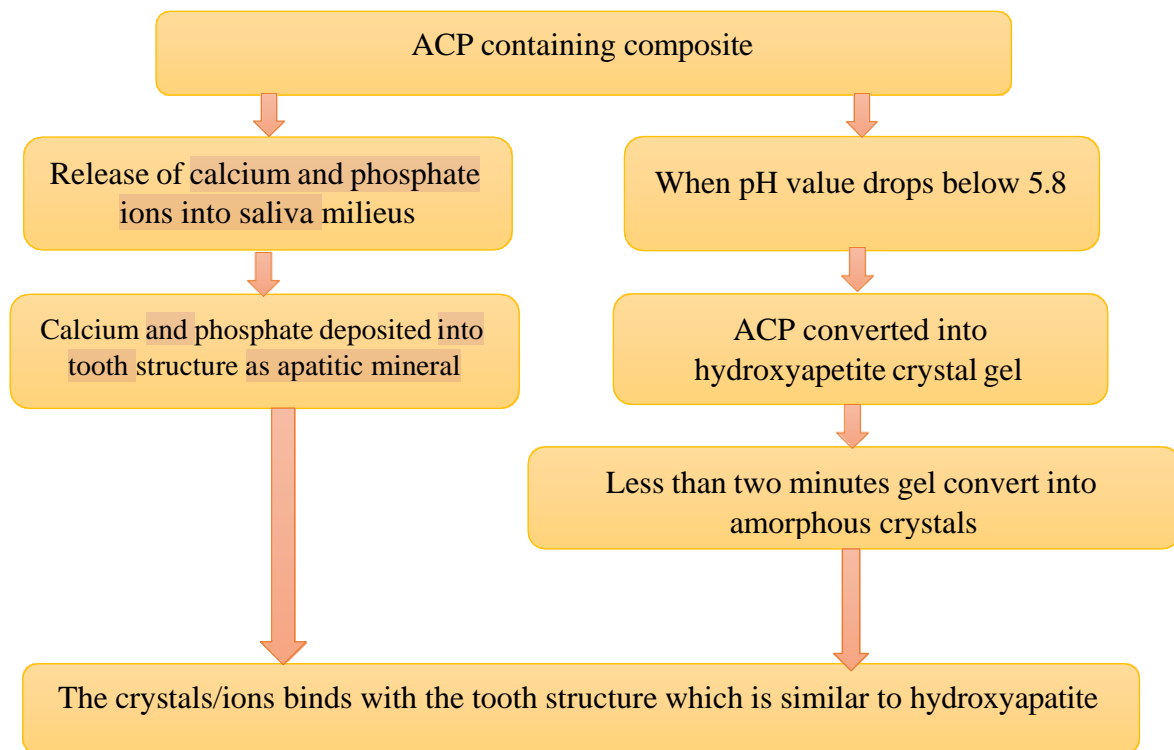 ACP containing composite
Release of calcium and phosphate
ions into saliva milieus
When pH value drops below 5.8
Calcium and phosphate deposited into
tooth structure as apatitic mineral
ACP converted into
hydroxyapetite crystal gel
Less than two minutes gel convert into
amorphous crystals
The crystals/ions binds with the tooth structure which is similar to hydroxyapatite